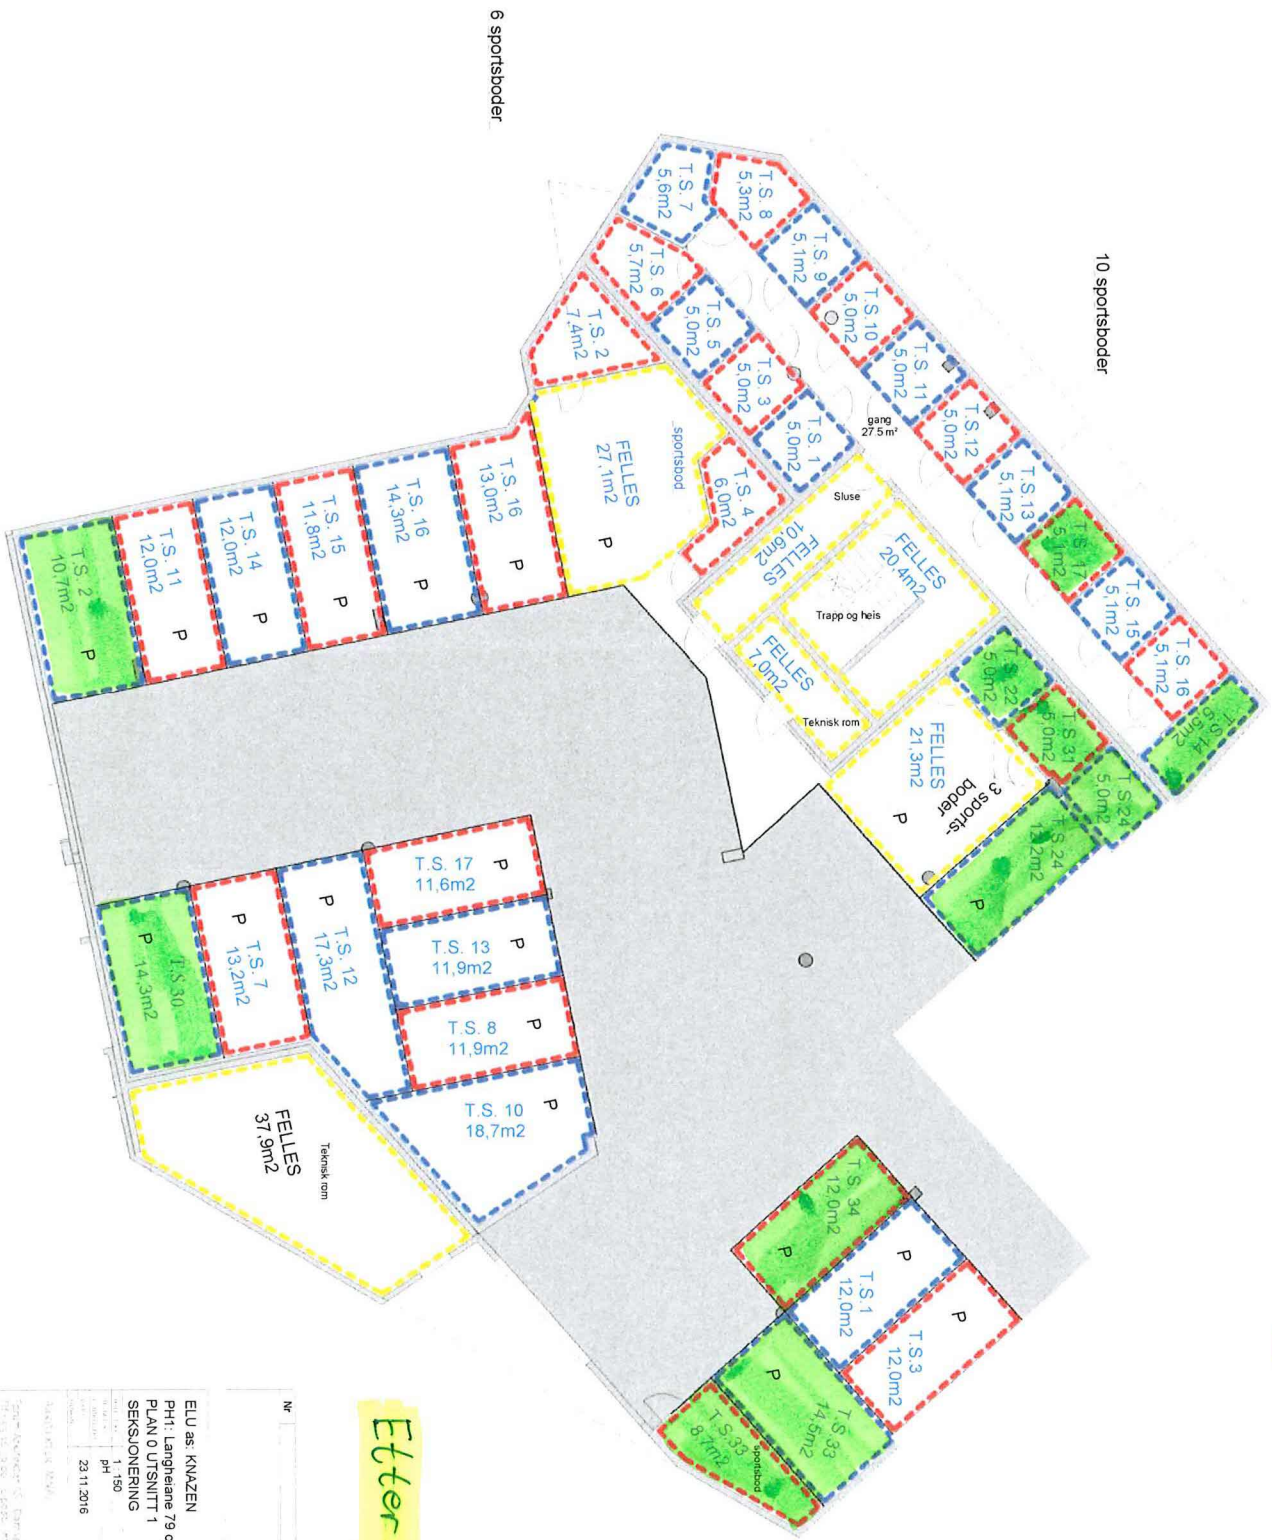 6 sportsboder
10 sportsboder
T.S. 7
5,6m2
T.S. 8
5,3m2
T.S. 9
5,1m2
T.S.10
5,0m2
T.S. 11
5,0m2
T.S.12
5,0m2
T.S.13
5,1m2
T.S. 17
5,1m2
T.S. 15
5,1m2
T.S. 16
5,1m2
T.S. 14
5,5m2
T.S. 6
5,7m2
T.S. 5
5,0m2
T.S. 3
5,0m2
T.S. 1
5,0m2
T.S. 2
7,4m2
T.S. 4
6,0m2
gang
27.5 m²
sportsbod
FELLES
27,1m2
P
Sluse
FELLES
10,6m2
FELLES
20,4m2
Trapp og heis
FELLES
7,0m2
Teknisk rom
T.S. 22
5,0m2
T.S 31
5,0m2
T.S.24
5,0m2
FELLES
21,3m2
P
3 sports-
boder
T.S 24
12,2m2
P
T.S. 16
13,0m2
P
T.S. 16
14,3m2
P
T.S. 15
11,8m2
P
T.S. 14
12,0m2
P
T.S. 11
12,0m2
P
T.S. 2
10,7m2
P
T.S. 17
11,6m2
P
T.S. 13
11,9m2
P
T.S. 8
11,9m2
P
T.S. 10
18,7m2
P
T.S. 12
17,3m2
P
T.S. 7
13,2m2
P
T.S 30
14,3m2
P
FELLES
37,9m2
Teknisk rom
T.S. 34
12,0m2
P
T.S.1
12,0m2
P
T.S.3
12,0m2
P
T.S. 33
14,5m2
P
T.S.33
8,7m2
sportsbod
Etter
Nr
ELU as: KNAZEN
PH1: Langheiane 79
PLAN 0 UTSNITT 1
SEKSJONERING
1 : 150
pH
23.11.2016